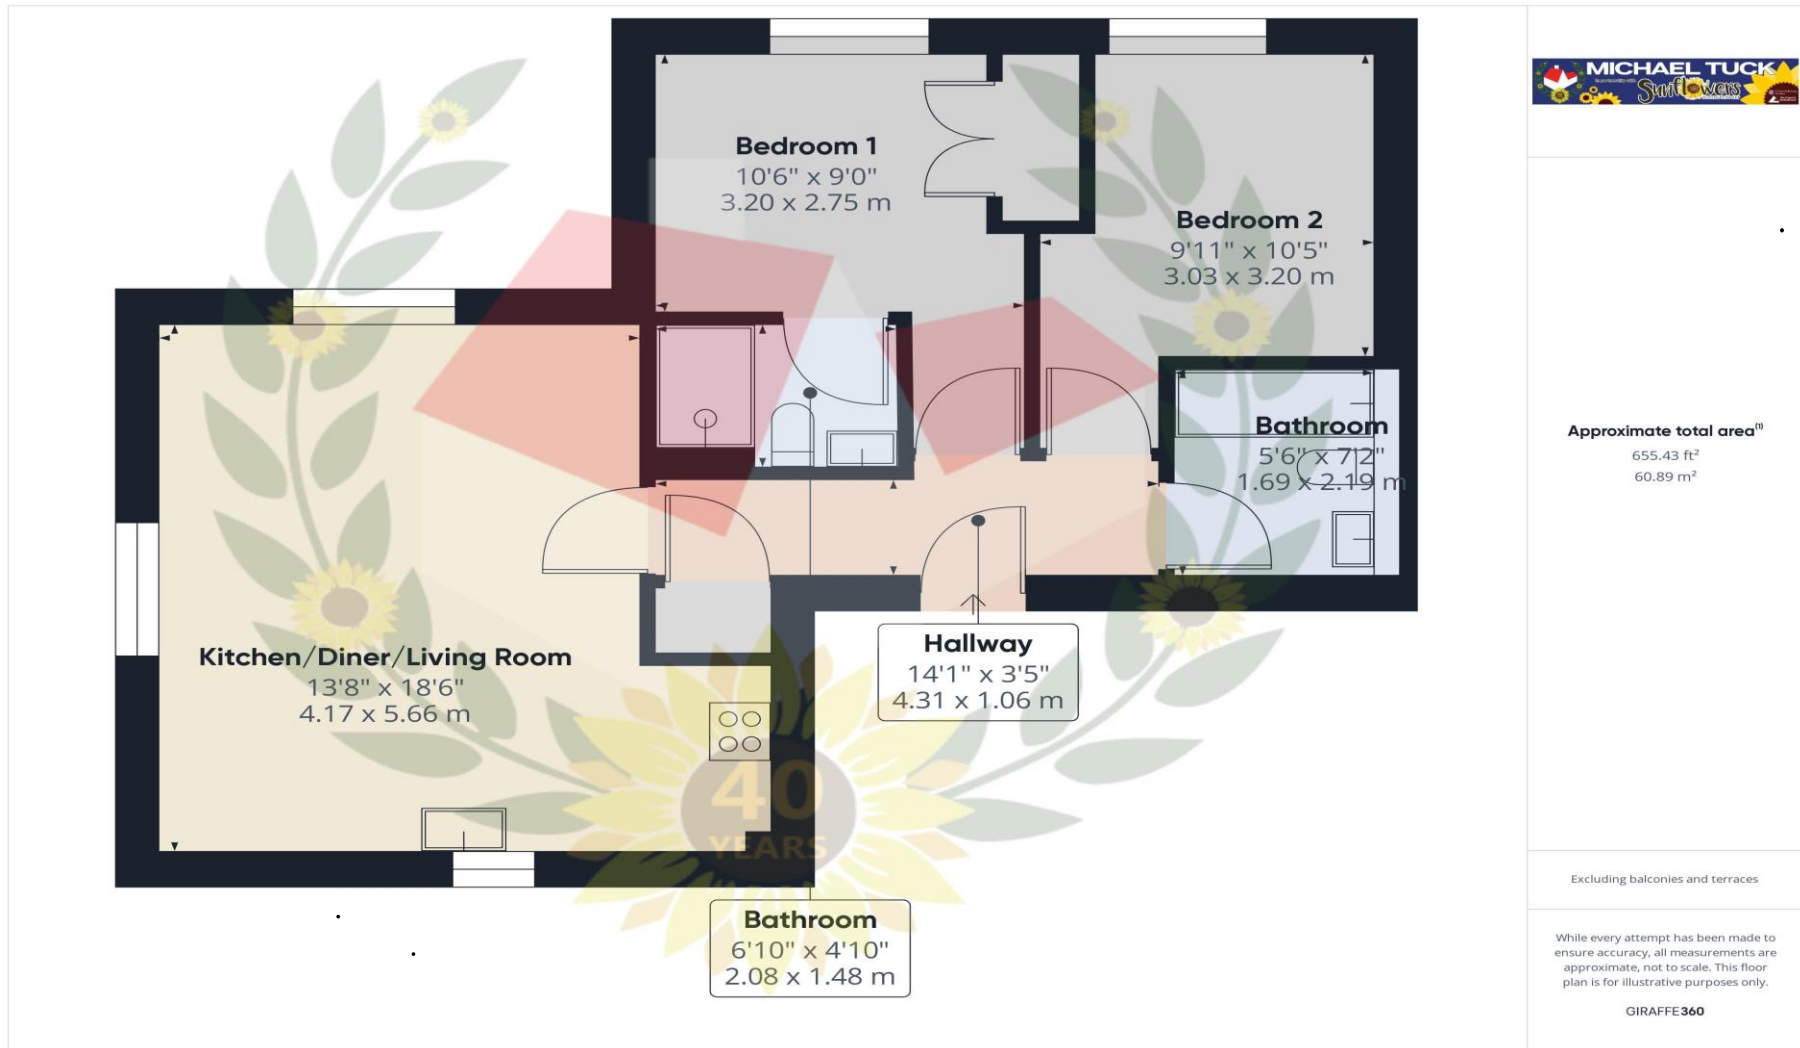 Bedroom 1
10'6" x 9'0"
3.20 x 2.75 m
Bedroom 2
9'11" x 10'5"
3.03 x 3.20 m
Bathroom
5'6" x 7'2"
1.69 x 2.19 m
Kitchen/Diner/Living Room
13'8" x 18'6"
4.17 x 5.66 m
Hallway
14'1" x 3'5"
4.31 x 1.06 m
40
YEARS
Bathroom
6'10" x 4'10"
2.08 x 1.48 m
MICHAEL TUCK
Sunflowers
Approximate total area(1)
655.43 ft²
60.89 m²
Excluding balconies and terraces
While every attempt has been made to
ensure accuracy, all measurements are
approximate, not to scale. This floor
plan is for illustrative purposes only.
GIRAFFE360